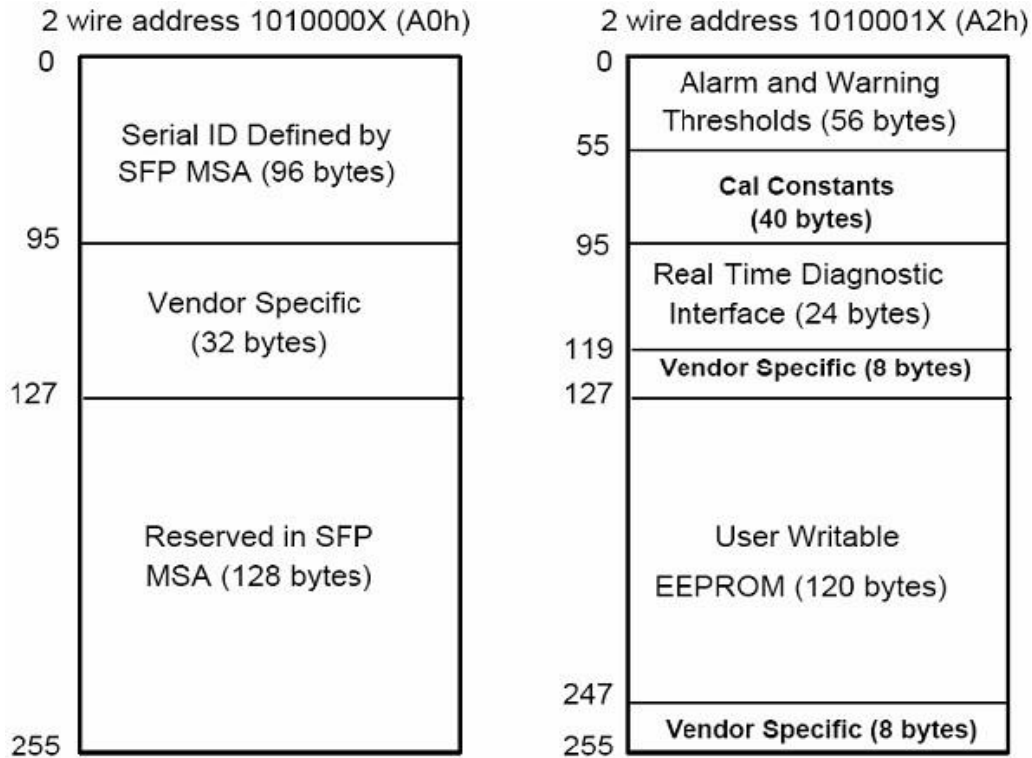 2 wire address 1010000X (A0h)
0
Serial ID Defined by
SFP MSA (96 bytes)
95
Vendor Specific
(32 bytes)
127
Reserved in SFP
MSA (128 bytes)
255
2 wire address 1010001X (A2h)
0
Alarm and Warning
Thresholds (56 bytes)
55
Cal Constants
(40 bytes)
95
Real Time Diagnostic
Interface (24 bytes)
119
Vendor Specific (8 bytes)
127
User Writable
EEPROM (120 bytes)
247
Vendor Specific (8 bytes)
255